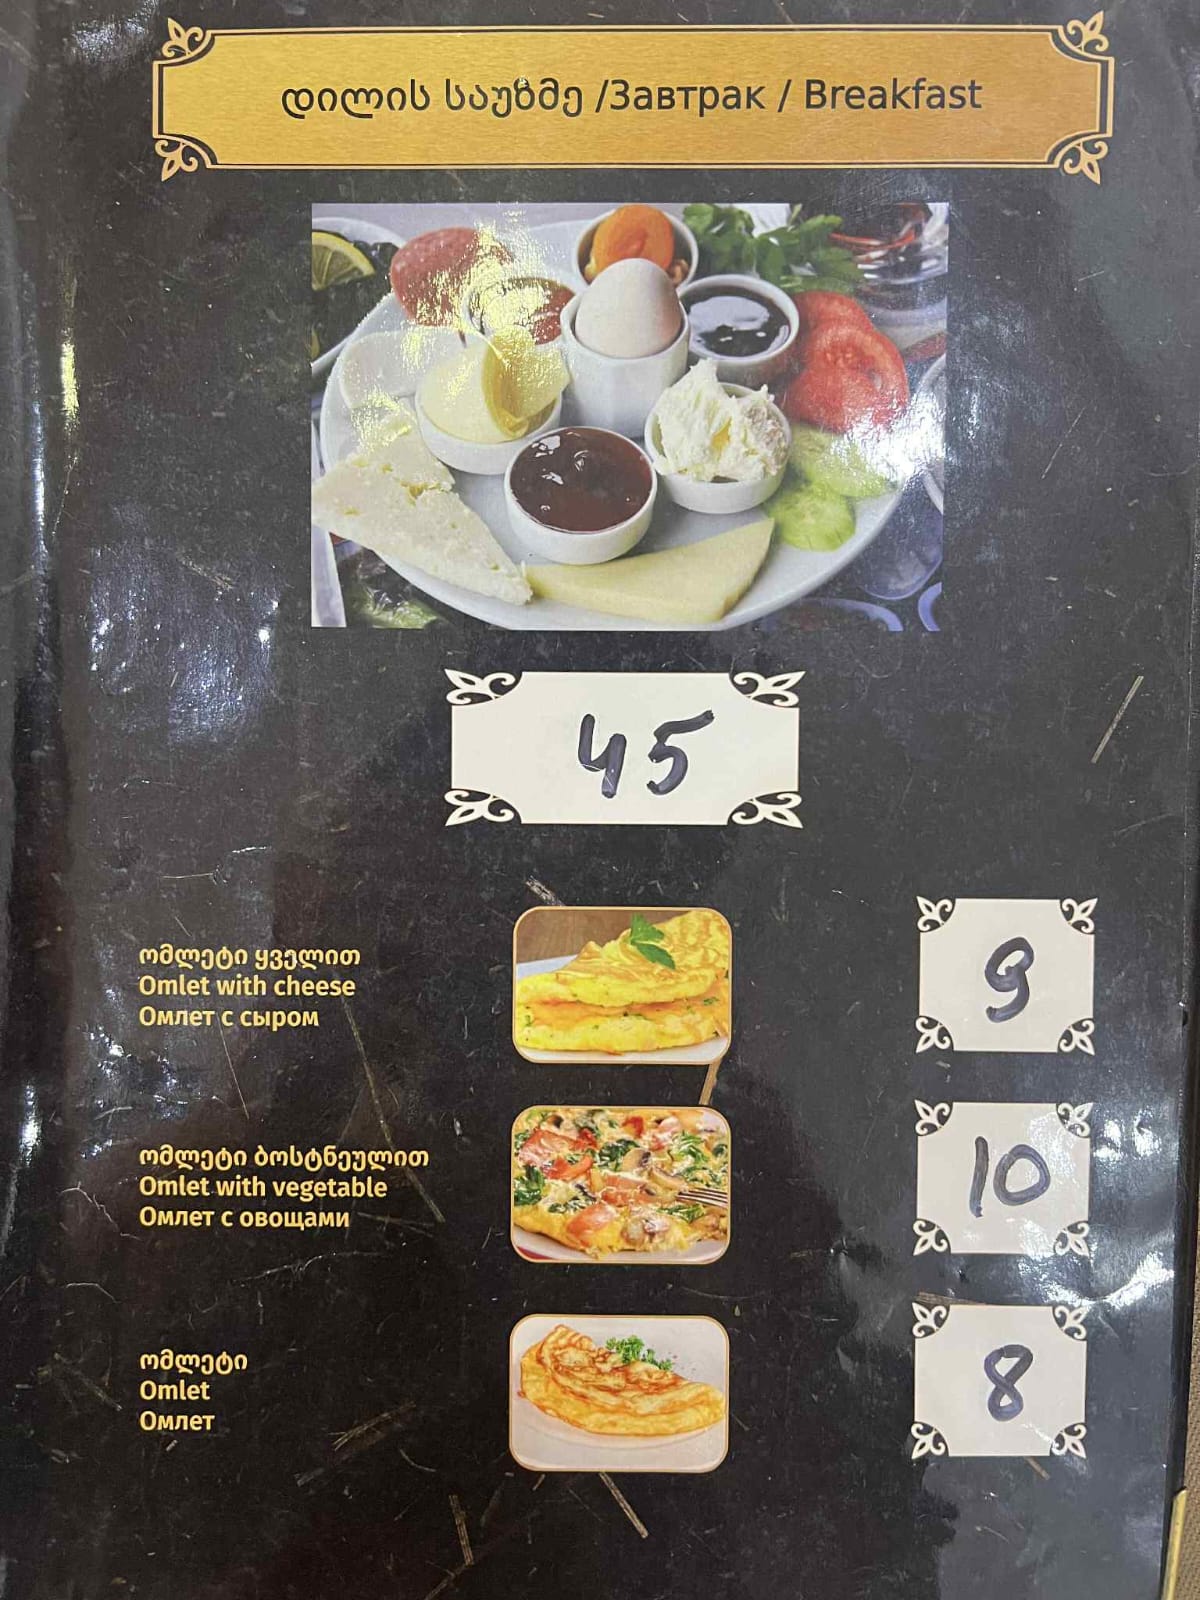 დილის საუზმე /Завтрак / Breakfast
45
ომლეტი ყველით
Omlet with cheese
Омлет с сыром
9
ომლეტი ბოსტნეულით
Omlet with vegetable
Омлет с овощами
10
ომლეტი
Omlet
Омлет
8